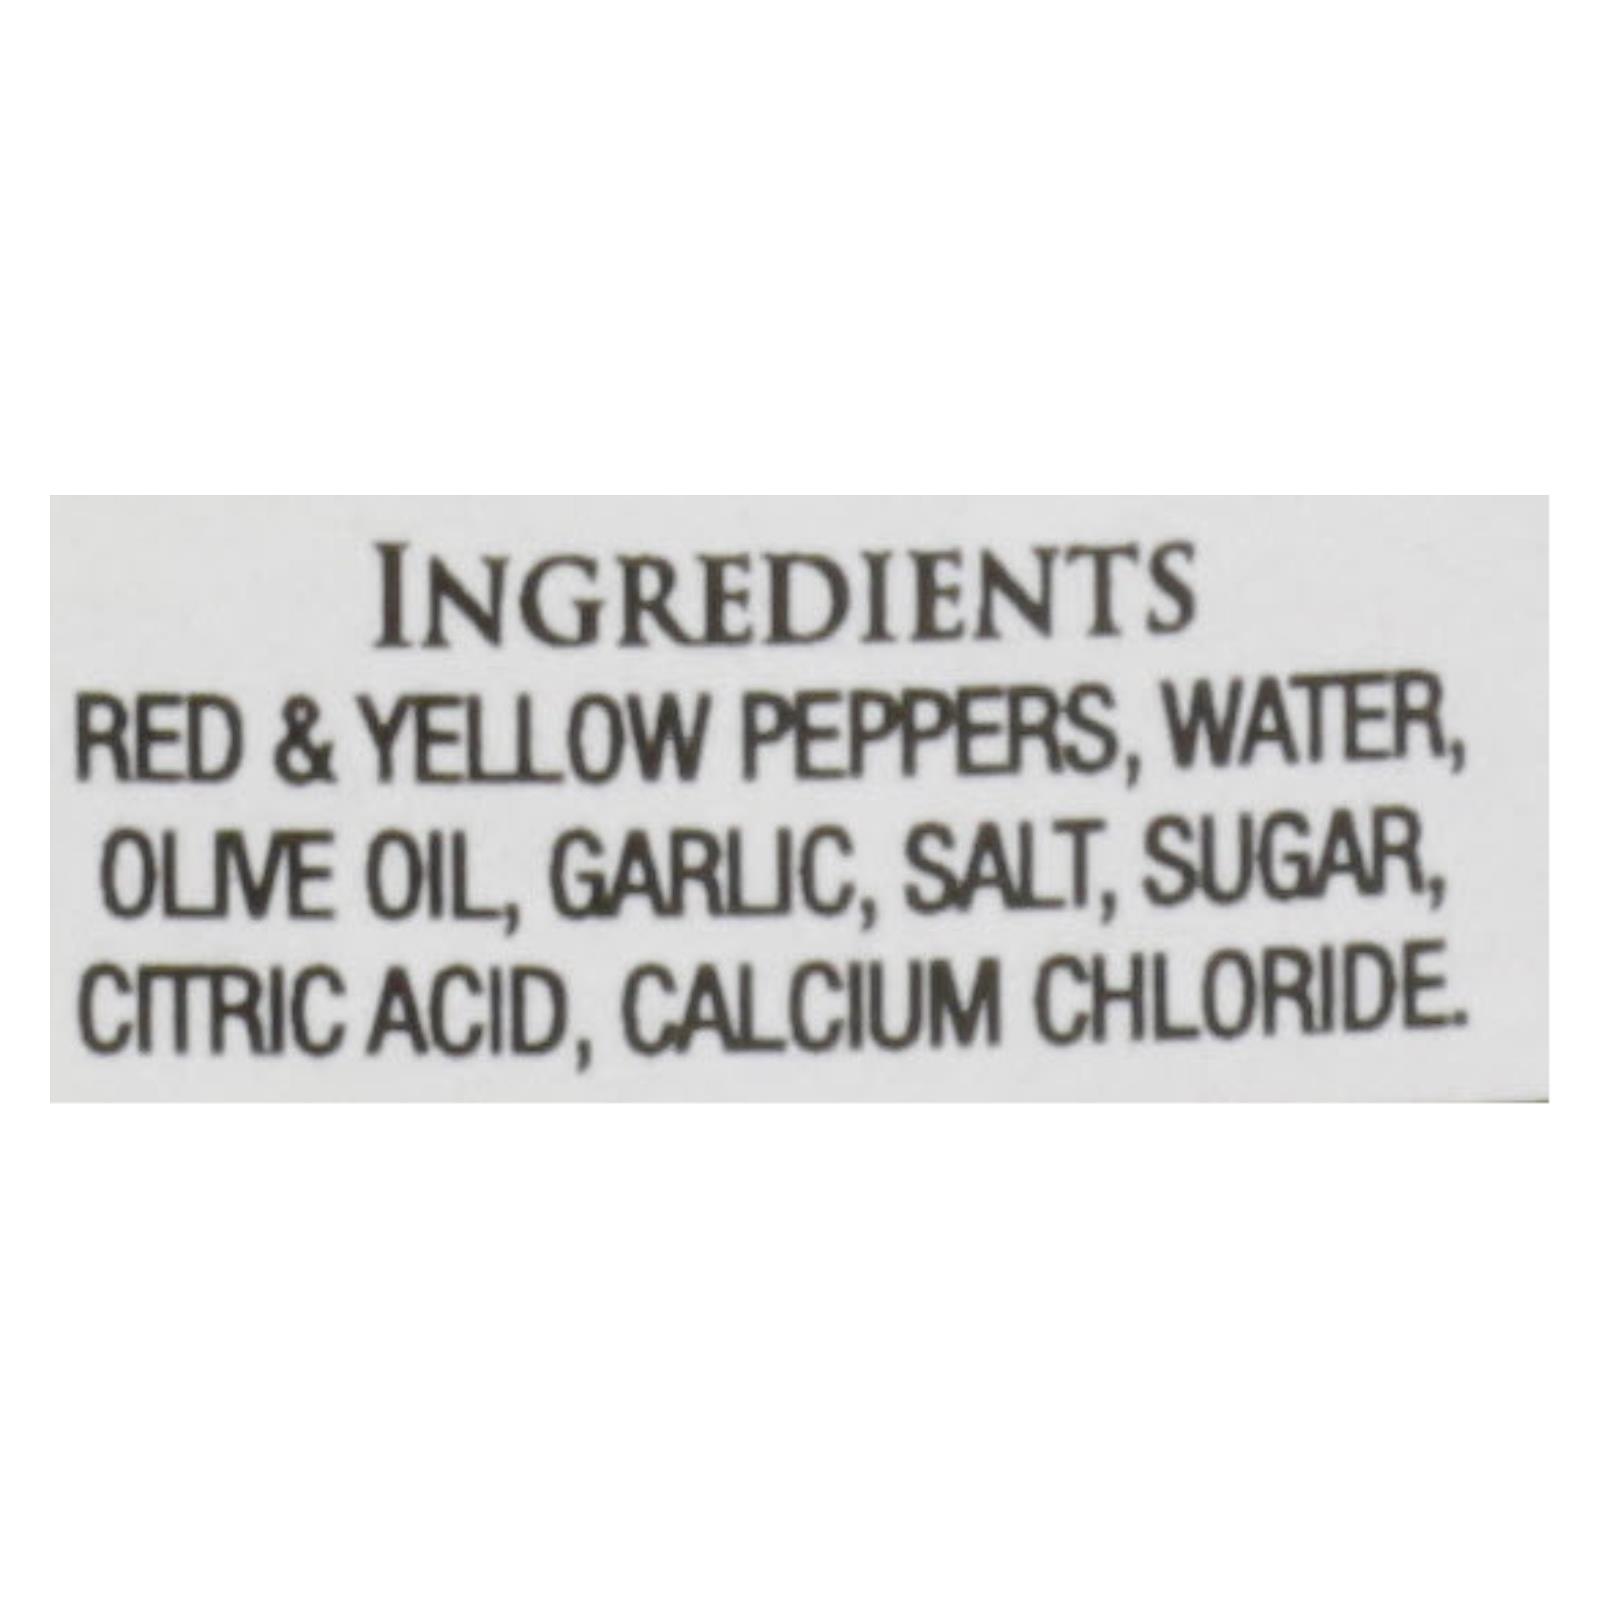 INGREDIENTS
RED & YELLOW PEPPERS, WATER,
OLIVE OIL, GARLIC, SALT, SUGAR,
CITRIC ACID, CALCIUM CHLORIDE.